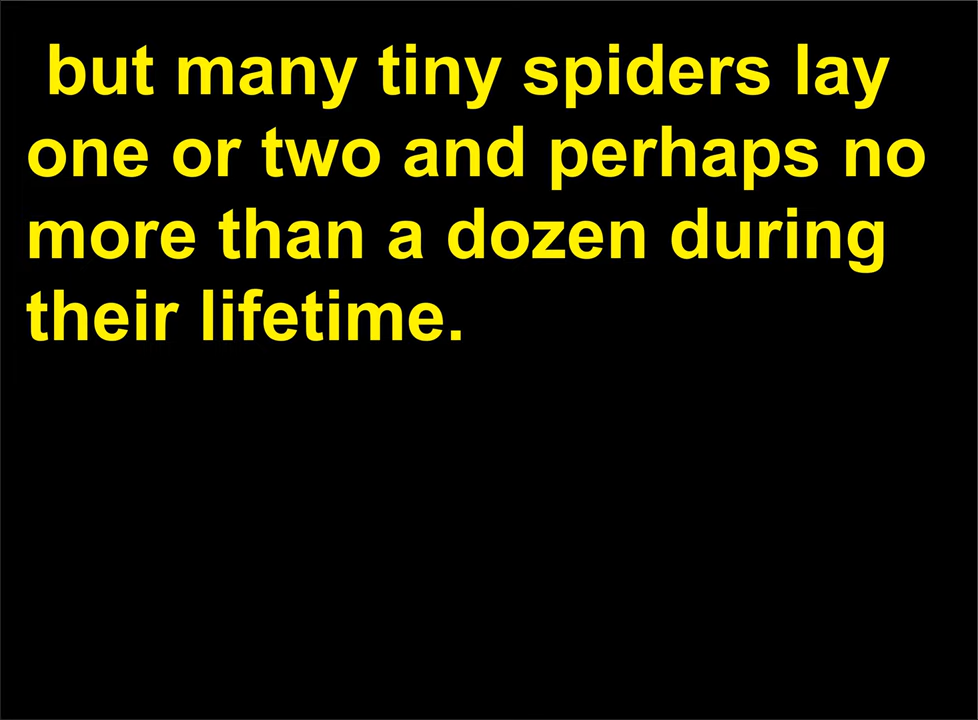 but many tiny spiders lay
one or two and perhaps no
more than a dozen during
their lifetime.